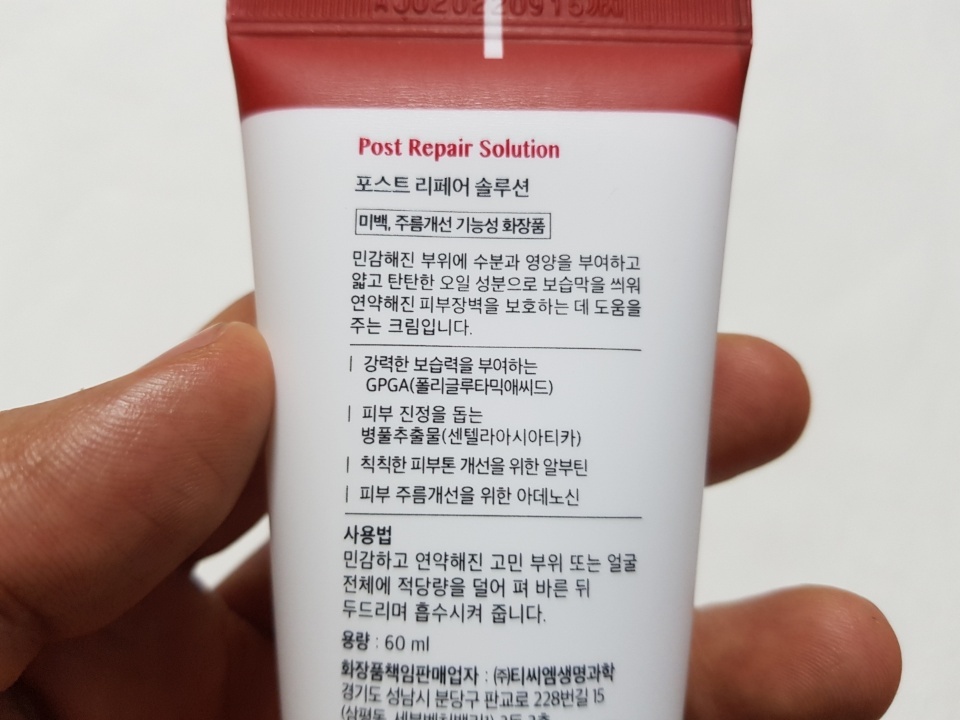 Post Repair Solution
포스트 리페어 솔루션
미백, 주름개선 기능성 화장품
민감해진 부위에 수분과 영양을 부여하고
얇고 탄탄한 오일 성분으로 보습막을 씌워
연약해진 피부장벽을 보호하는 데 도움을
주는 크림입니다.
| 강력한 보습력을 부여하는
GPGA(폴리글루타믹애씨드)
| 피부 진정을 돕는
병풀추출물(센텔라아시아티카)
| 칙칙한 피부톤 개선을 위한 알부틴
| 피부 주름개선을 위한 아데노신
사용법
민감하고 연약해진 고민 부위 또는 얼굴
전체에 적당량을 덜어 펴 바른 뒤
두드리며 흡수시켜 줍니다.
용량 : 60 ml
화장품책임판매업자 : ㈜티씨엠생명과학
경기도 성남시 분당구 판교로 228번길 15